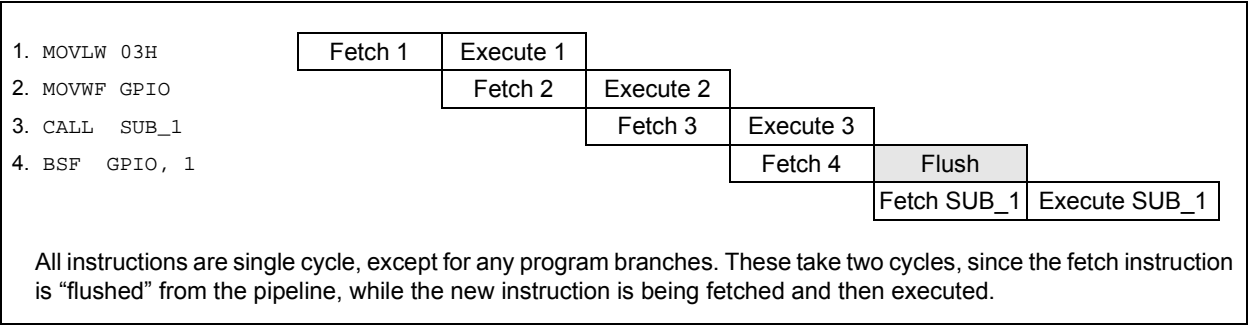 1. MOVLW 03H Fetch 1 Execute 1
2. MOVWF GPIO Fetch 2 Execute 2
3. CALL SUB_1 Fetch 3 Execute 3
4. BSF GPIO, 1 Fetch 4 Flush
Fetch SUB_1 Execute SUB_1
All instructions are single cycle, except for any program branches. These take two cycles, since the fetch instruction
is “flushed” from the pipeline, while the new instruction is being fetched and then executed.